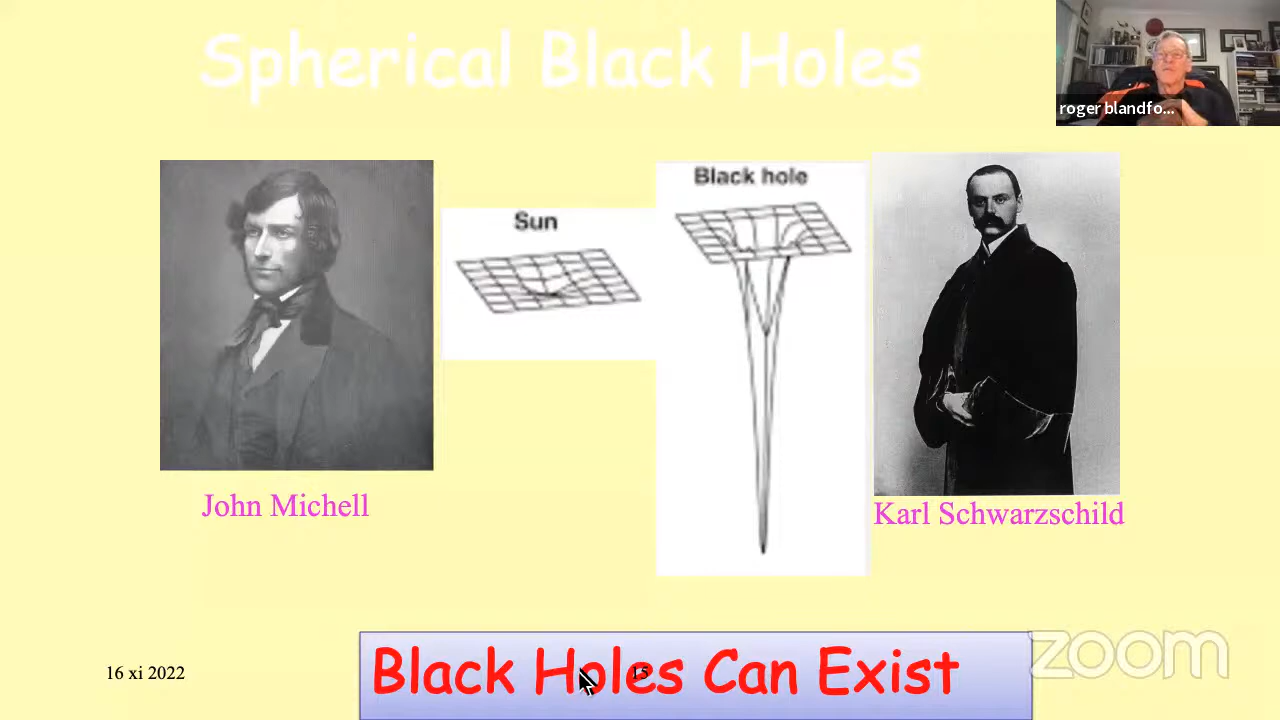 Spherical Black Holes
roger blandfo...
Sun
Black hole
John Michell
Karl Schwarzschild
16 xi 2022
15
Black Holes Can Exist
zoom